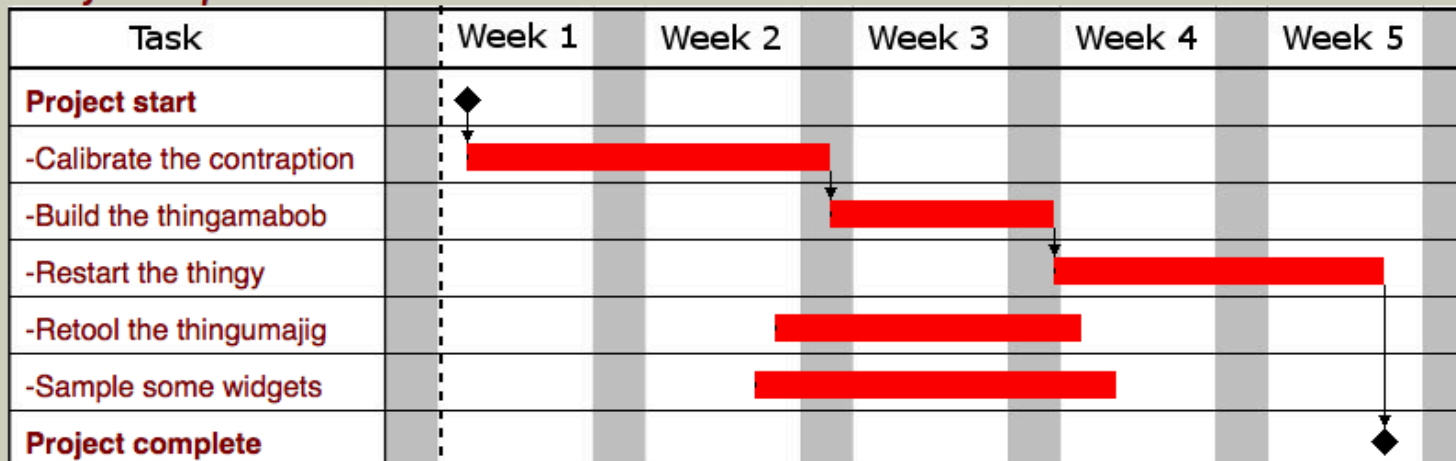 Task Week 1 Week 2 Week 3 Week 4 Week 5
Project start
-Calibrate the contraption
-Build the thingamabob
-Restart the thingy
-Retool the thingumajig
-Sample some widgets
Project complete